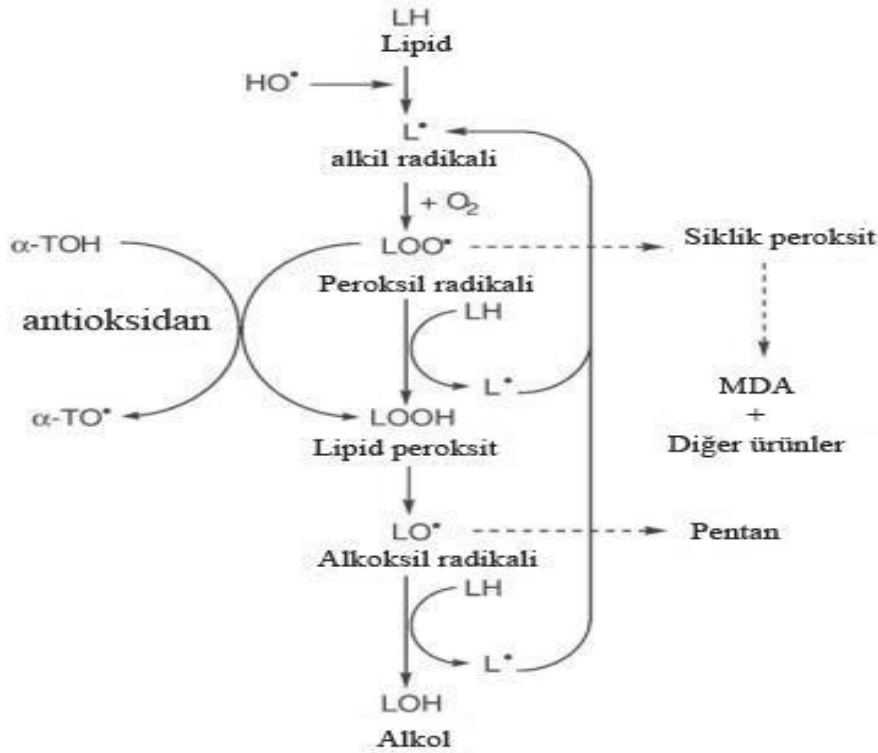 LH
Lipid
HO•
L•
alkil radikali
+ O₂
α-TOH
LOO•
Siklik peroksit
Peroksil radikali
antioksidan
LH
L•
MDA
+
Diğer ürünler
α-TO•
LOOH
Lipid peroksit
LO•
Pentan
Alkoksil radikali
LH
L•
LOH
Alkol